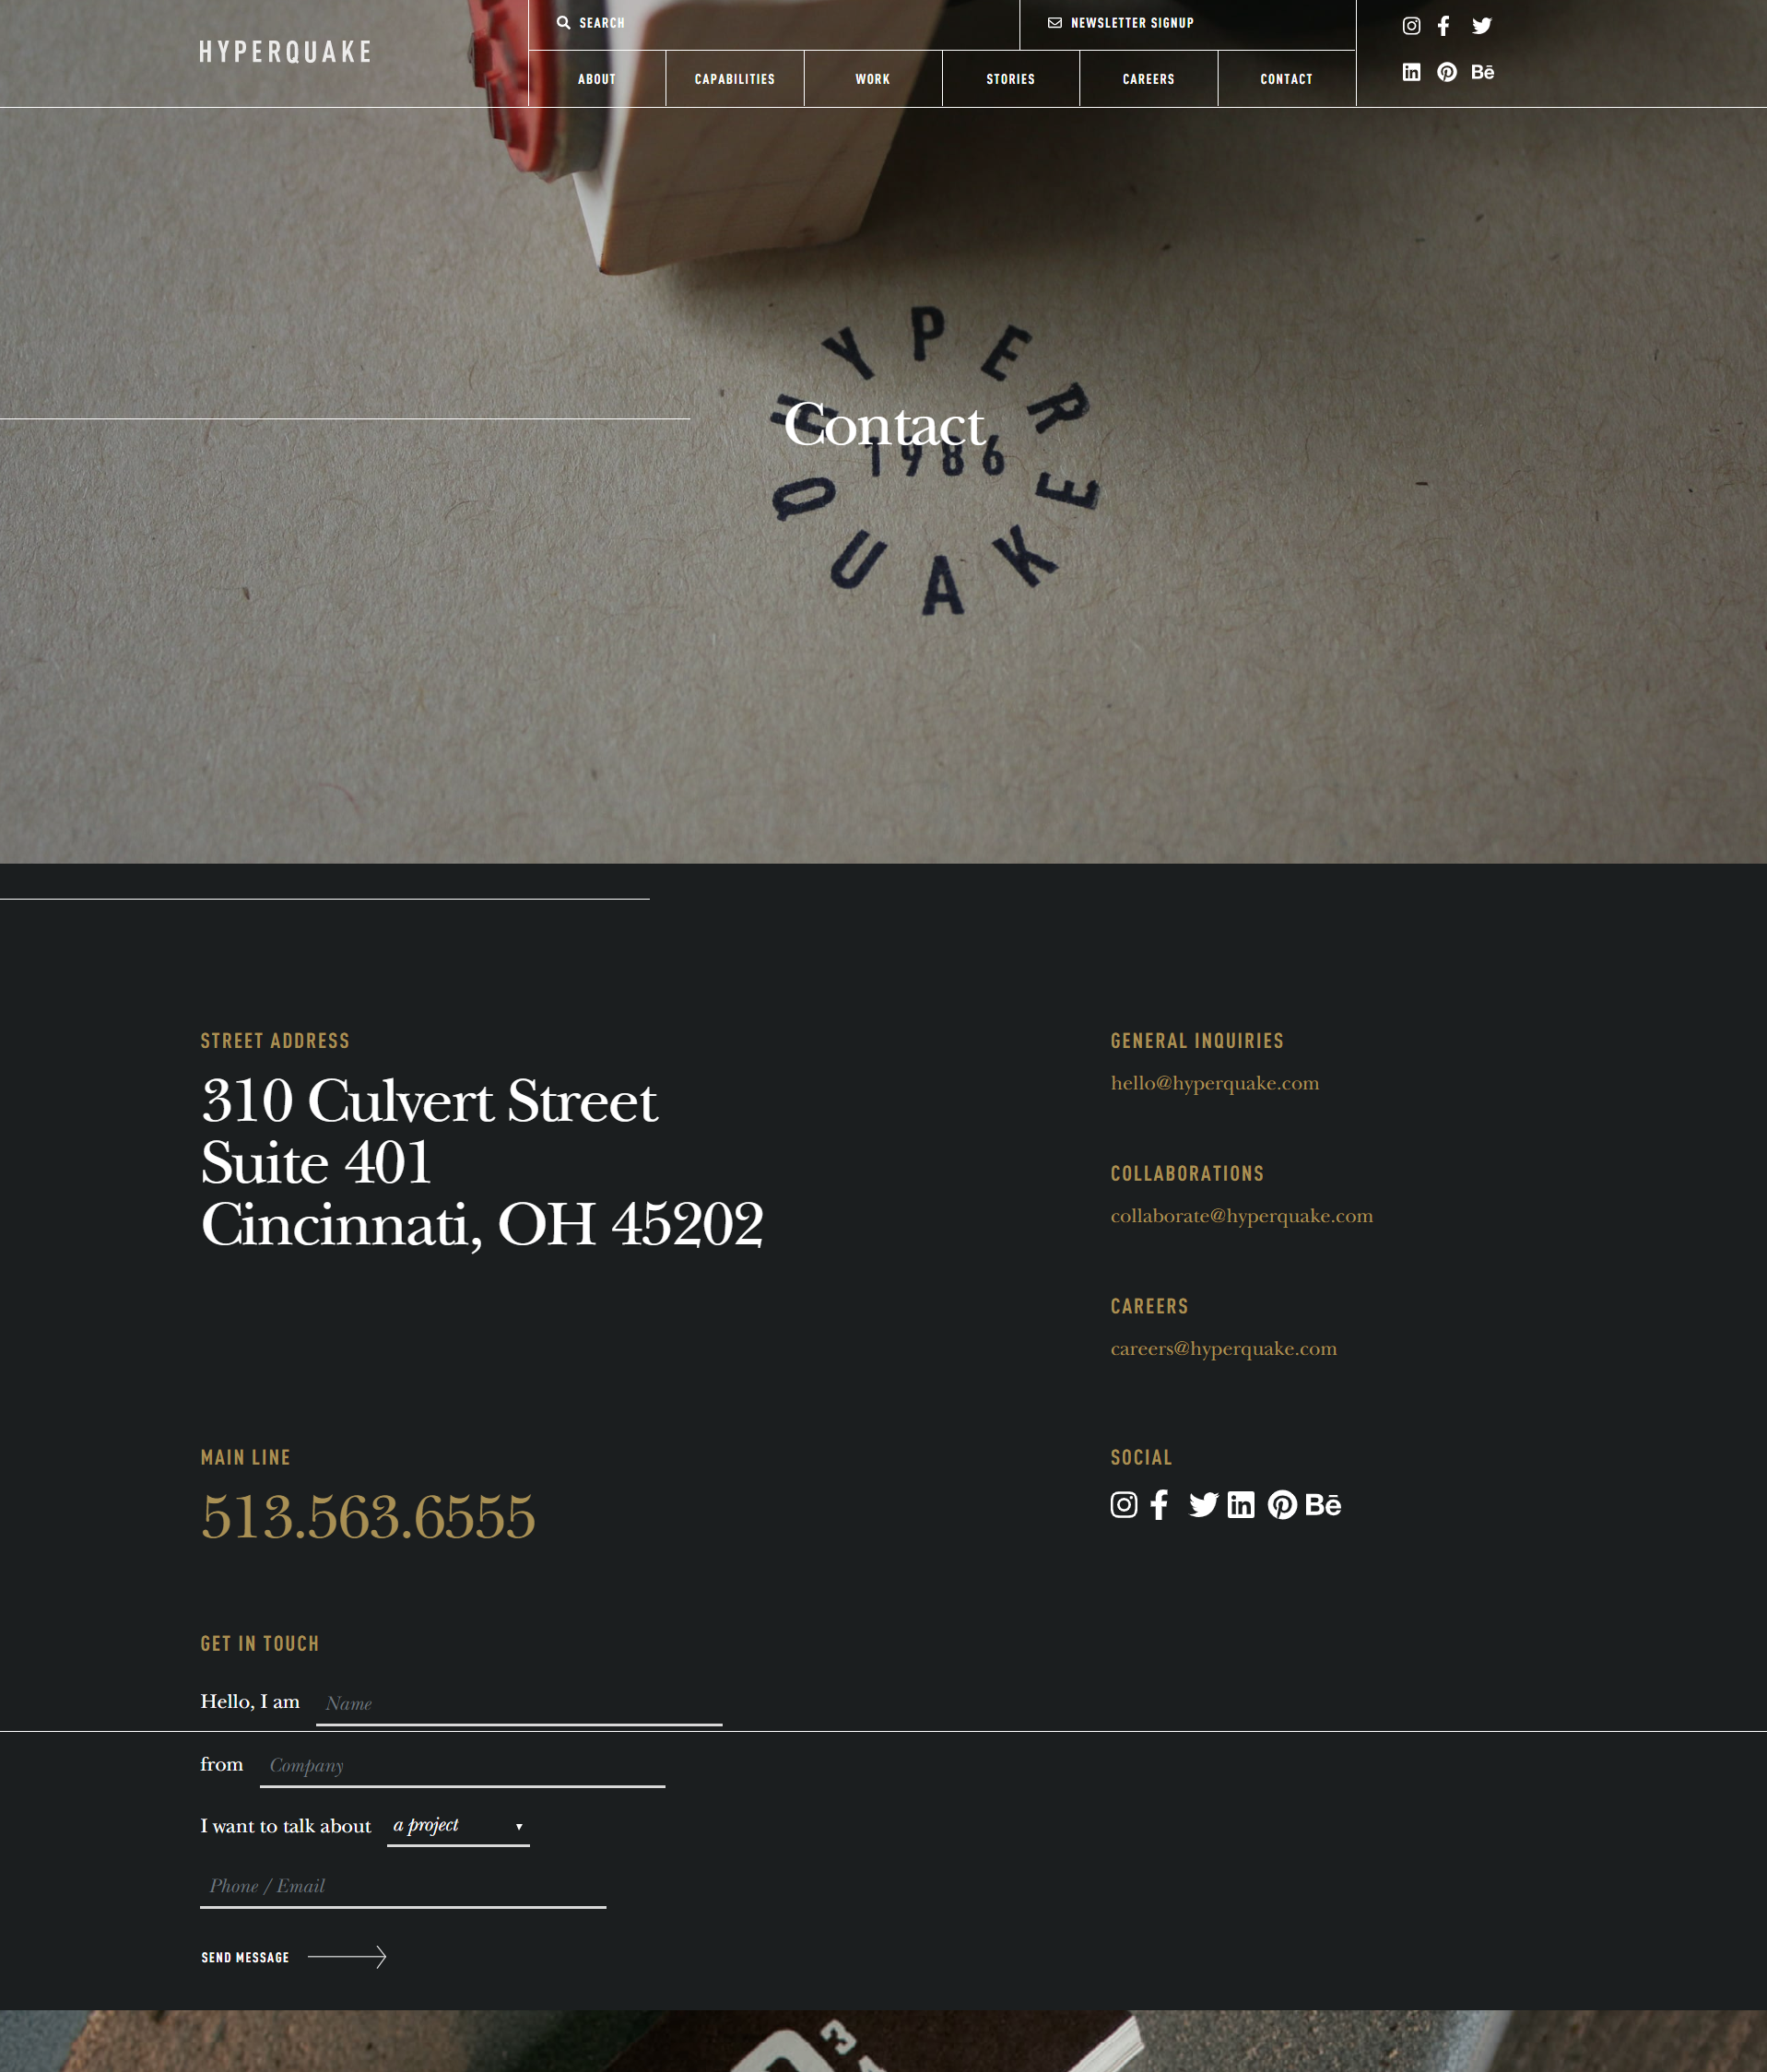 HYPERQUAKE
SEARCH
NEWSLETTER SIGNUP
ABOUT
CAPABILITIES
WORK
STORIES
CAREERS
CONTACT
HYPER
Contact
1986
QUAKE
STREET ADDRESS
310 Culvert Street
Suite 401
Cincinnati, OH 45202
GENERAL INQUIRIES
hello@hyperquake.com
COLLABORATIONS
collaborate@hyperquake.com
CAREERS
careers@hyperquake.com
MAIN LINE
513.563.6555
SOCIAL
GET IN TOUCH
Hello, I am Name
from Company
I want to talk about a project
Phone / Email
SEND MESSAGE
3